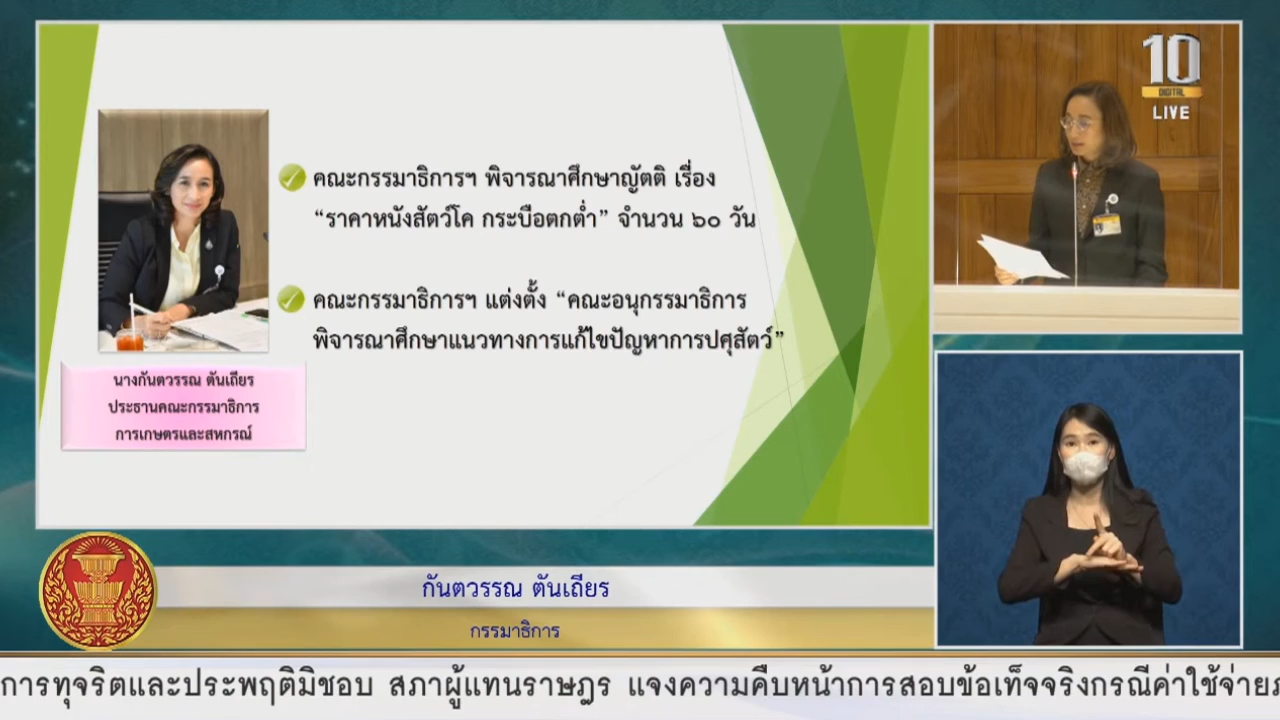 คณะกรรมาธิการฯ พิจารณาศึกษาญัตติ เรื่อง
“ราคาหนังสัตว์โค กระบือตกต่ำ” จำนวน ๖๐ วัน
คณะกรรมาธิการฯ แต่งตั้ง “คณะอนุกรรมาธิการ
พิจารณาศึกษาแนวทางการแก้ไขปัญหาการปศุสัตว์”
นางกันตวรรณ ตันเถียร
ประธานคณะกรรมาธิการ
การเกษตรและสหกรณ์
10
DIGITAL
LIVE
กันตวรรณ ตันเถียร
กรรมาธิการ
การทุจริตและประพฤติมิชอบ สภาผู้แทนราษฎร แจงความคืบหน้าการสอบข้อเท็จจริงกรณีค่าใช้จ่าย